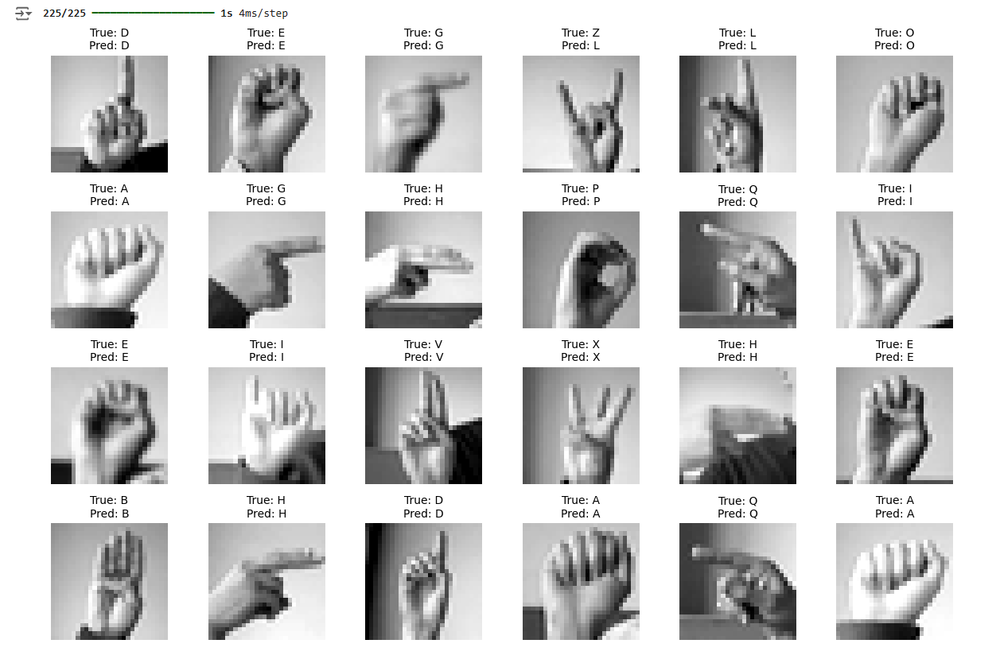 225/225 ━━━━━━━━━━━━━━━━━━━━ 1s 4ms/step
True: D
Pred: D
True: E
Pred: E
True: G
Pred: G
True: Z
Pred: L
True: L
Pred: L
True: O
Pred: O
True: A
Pred: A
True: G
Pred: G
True: H
Pred: H
True: P
Pred: P
True: Q
Pred: Q
True: I
Pred: I
True: E
Pred: E
True: I
Pred: I
True: V
Pred: V
True: X
Pred: X
True: H
Pred: H
True: E
Pred: E
True: B
Pred: B
True: H
Pred: H
True: D
Pred: D
True: A
Pred: A
True: Q
Pred: Q
True: A
Pred: A